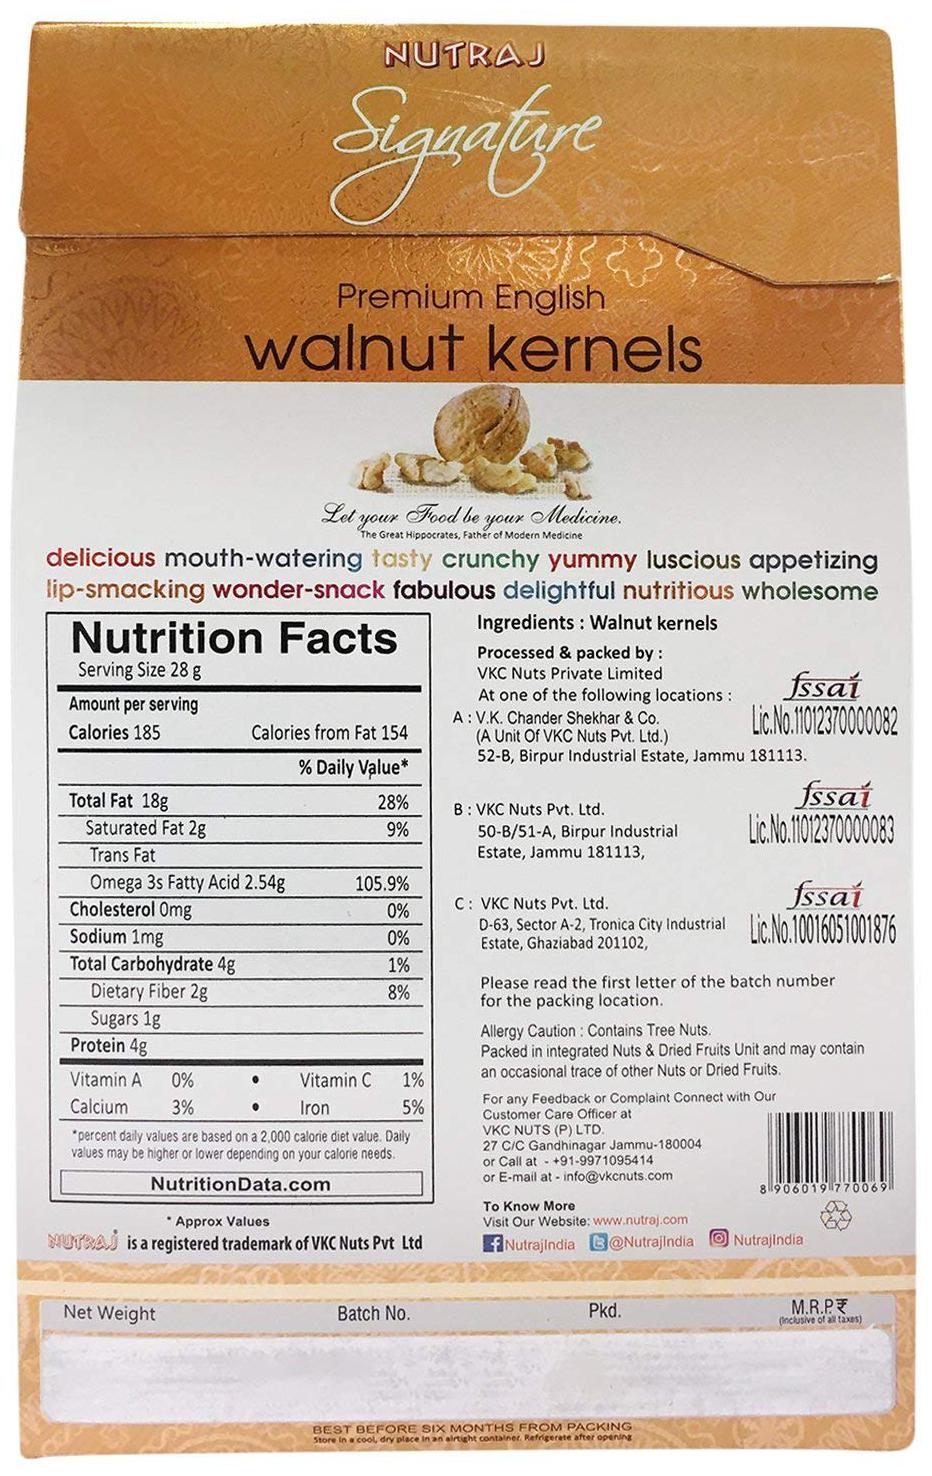 NUTRAJ
Signature
Premium English
walnut kernels
Let your Food be your Medicine.
The Great Hippocrates, Father of Modern Medicine
delicious mouth-watering tasty crunchy yummy luscious appetizing
lip-smacking wonder-snack fabulous delightful nutritious wholesome
Nutrition Facts
Serving Size 28 g
Amount per serving
Calories 185 Calories from Fat 154
% Daily Value*
Total Fat 18g 28%
Saturated Fat 2g 9%
Trans Fat
Omega 3s Fatty Acid 2.54g 105.9%
Cholesterol 0mg 0%
Sodium 1mg 0%
Total Carbohydrate 4g 1%
Dietary Fiber 2g 8%
Sugars 1g
Protein 4g
Vitamin A 0% • Vitamin C 1%
Calcium 3% • Iron 5%
*percent daily values are based on a 2,000 calorie diet value. Daily
values may be higher or lower depending on your calorie needs.
NutritionData.com
* Approx Values
NUTRAJ is a registered trademark of VKC Nuts Pvt Ltd
Ingredients : Walnut kernels
Processed & packed by :
VKC Nuts Private Limited
At one of the following locations :
A : V.K. Chander Shekhar & Co.
(A Unit Of VKC Nuts Pvt. Ltd.)
52-B, Birpur Industrial Estate, Jammu 181113.
fssai
Lic.No.11012370000082
B : VKC Nuts Pvt. Ltd.
50-B/51-A, Birpur Industrial
Estate, Jammu 181113,
fssai
Lic.No.11012370000083
C : VKC Nuts Pvt. Ltd.
D-63, Sector A-2, Tronica City Industrial
Estate, Ghaziabad 201102,
fssai
Lic.No.10016051001876
Please read the first letter of the batch number
for the packing location.
Allergy Caution : Contains Tree Nuts.
Packed in integrated Nuts & Dried Fruits Unit and may contain
an occasional trace of other Nuts or Dried Fruits.
For any Feedback or Complaint Connect with Our
Customer Care Officer at
VKC NUTS (P) LTD.
27 C/C Gandhinagar Jammu-180004
or Call at - +91-9971095414
or E-mail at - info@vkcnuts.com
8 906019 770069
To Know More
Visit Our Website: www.nutraj.com
NutrajIndia @NutrajIndia NutrajIndia
Net Weight Batch No. Pkd. M.R.P.₹
(Inclusive of all taxes)
BEST BEFORE SIX MONTHS FROM PACKING
Store in a cool, dry place in an airtight container. Refrigerate after opening